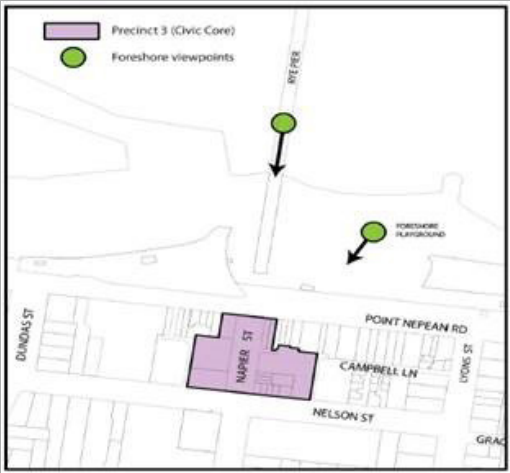 Precinct 3 (Civic Core)
Foreshore viewpoints
RYE PIER
FORESHORE
PLAYGROUND
POINT NEPEAN RD
DUNDAS ST
NAPIER ST
LYONS ST
CAMPBELL LN
NELSON ST
GRAC